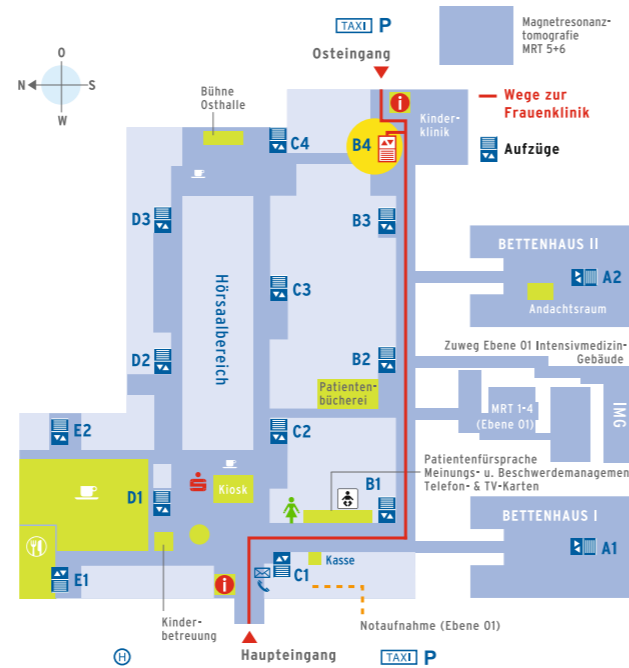 TAXI P
Osteingang
Magnetresonanz-
tomografie
MRT 5+6
O
N S
W
Bühne
Osthalle
i
Kinder-
klinik
Wege zur
Frauenklinik
Aufzüge
C4
B4
D3
B3
C3
Hörsaalbereich
BETTENHAUS II
A2
Andachtsraum
D2
B2
Zuweg Ebene 01 Intensivmedizin-
Gebäude
Patienten-
bücherei
MRT 1-4
(Ebene 01)
IMG
E2
C2
Patientenfürsprache
Meinungs- u. Beschwerdemanagemen
Telefon- & TV-Karten
D1
S
Kiosk
B1
BETTENHAUS I
A1
E1
i
C1
Kasse
Kinder-
betreuung
Notaufnahme (Ebene 01)
H
Haupteingang
TAXI P